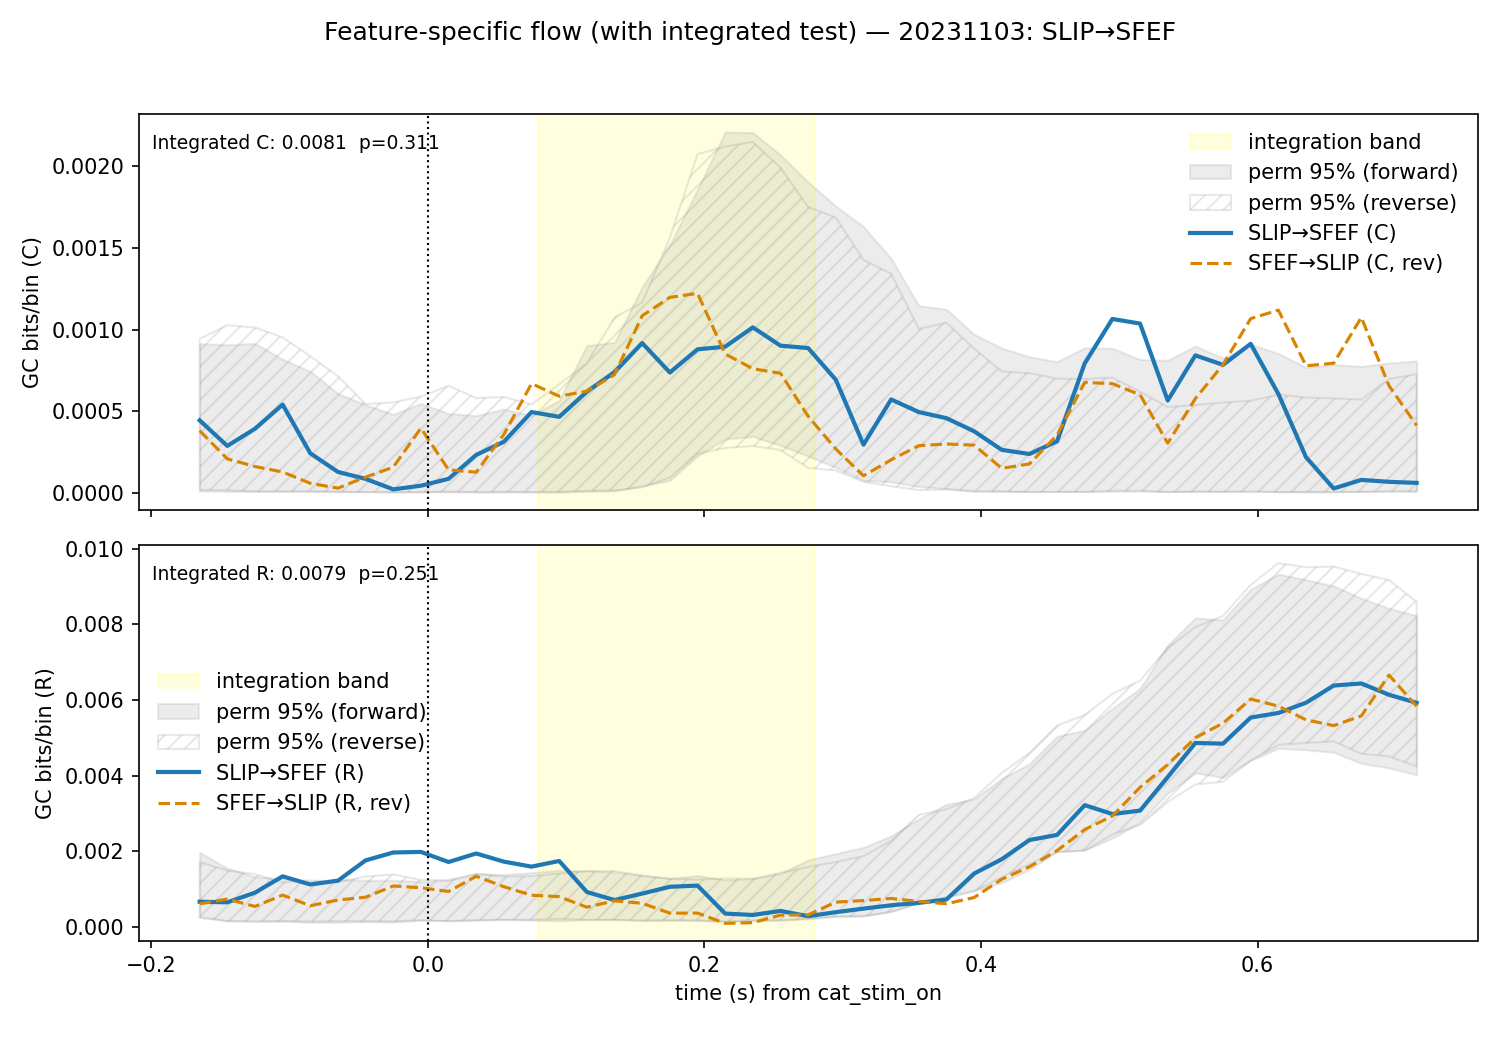 Feature-specific flow (with integrated test) — 20231103: SLIP→SFEF
Integrated C: 0.0081  p=0.311
integration band
perm 95% (forward)
perm 95% (reverse)
SLIP→SFEF (C)
SFEF→SLIP (C, rev)
GC bits/bin (C)
0.0020
0.0015
0.0010
0.0005
0.0000
Integrated R: 0.0079  p=0.251
integration band
perm 95% (forward)
perm 95% (reverse)
SLIP→SFEF (R)
SFEF→SLIP (R, rev)
GC bits/bin (R)
0.010
0.008
0.006
0.004
0.002
0.000
−0.2
0.0
0.2
0.4
0.6
time (s) from cat_stim_on